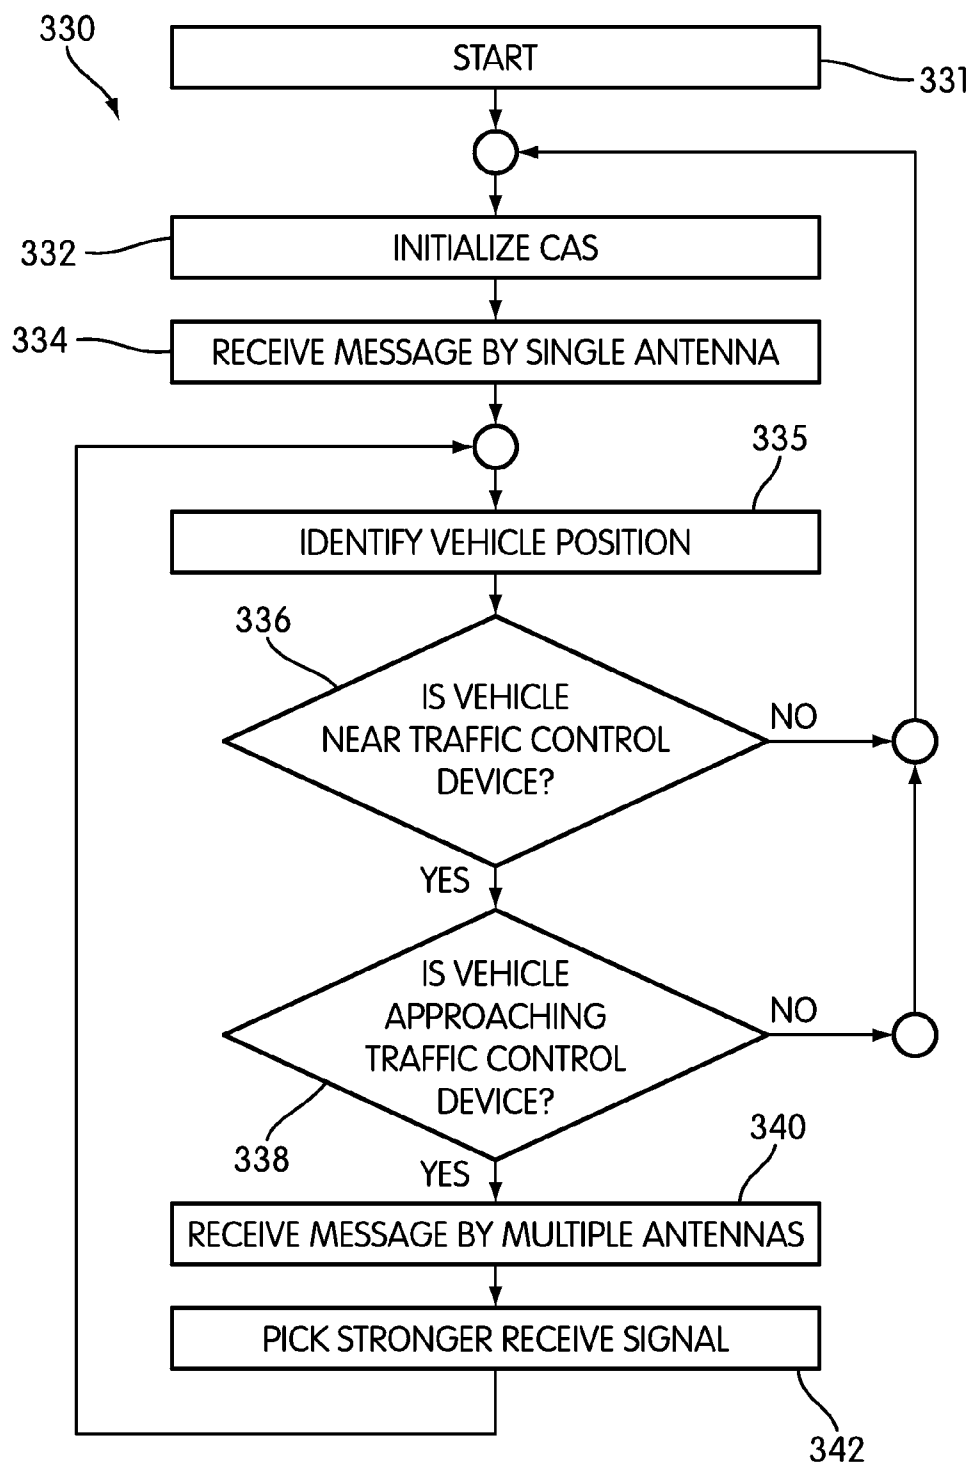 330
START
331
332
INITIALIZE CAS
334
RECEIVE MESSAGE BY SINGLE ANTENNA
335
IDENTIFY VEHICLE POSITION
336
IS VEHICLE
NEAR TRAFFIC CONTROL
DEVICE?
NO
YES
IS VEHICLE
APPROACHING
TRAFFIC CONTROL
DEVICE?
NO
338
YES
340
RECEIVE MESSAGE BY MULTIPLE ANTENNAS
PICK STRONGER RECEIVE SIGNAL
342